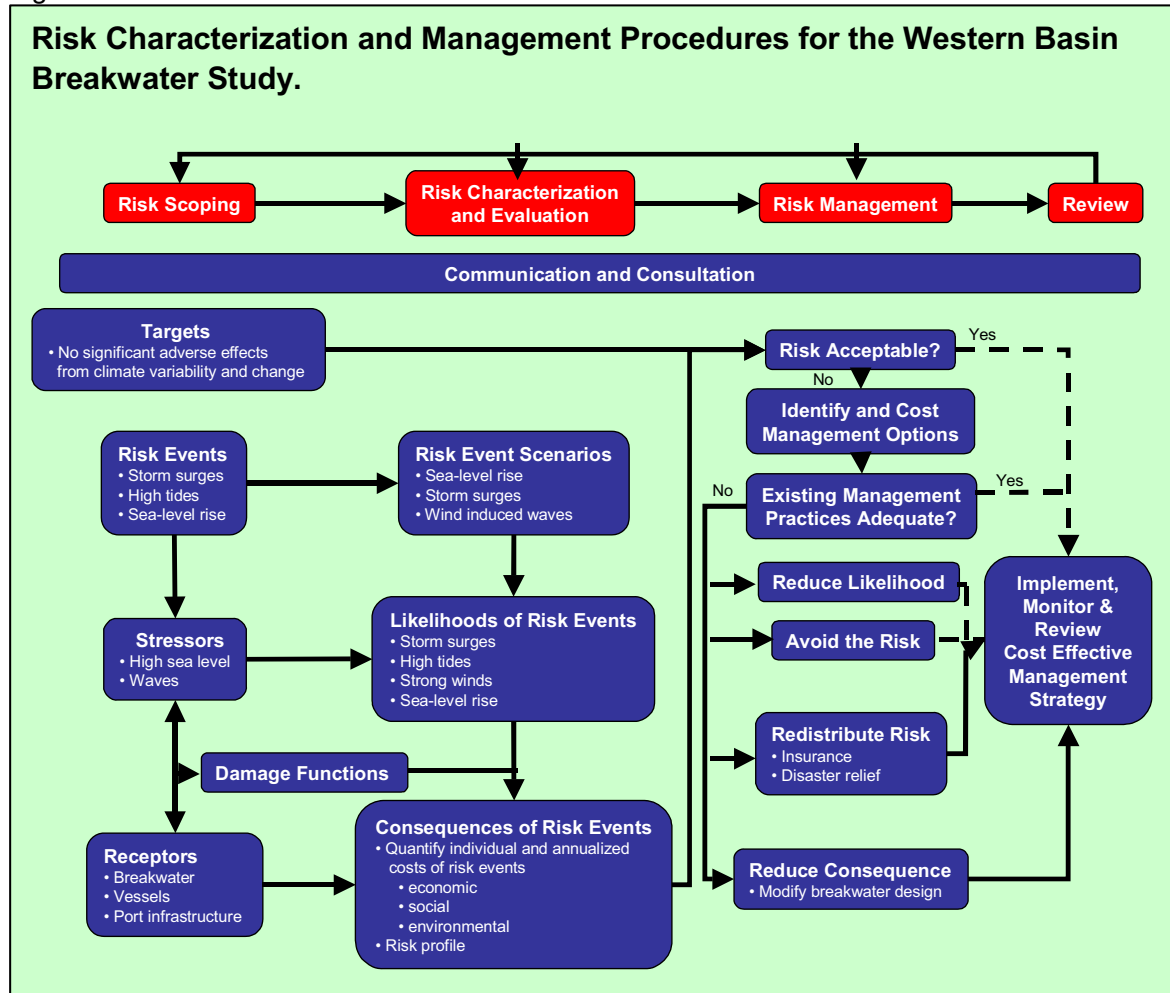 Risk Characterization and Management Procedures for the Western Basin
Breakwater Study.
Risk Scoping
Risk Characterization
and Evaluation
Risk Management
Review
Communication and Consultation
Targets
• No significant adverse effects
from climate variability and change
Risk Acceptable?
Yes
No
Identify and Cost
Management Options
Risk Events
• Storm surges
• High tides
• Sea-level rise
Risk Event Scenarios
• Sea-level rise
• Storm surges
• Wind induced waves
No
Existing Management
Practices Adequate?
Yes
Reduce Likelihood
Avoid the Risk
Implement,
Monitor &
Review
Cost Effective
Management
Strategy
Stressors
• High sea level
• Waves
Likelihoods of Risk Events
• Storm surges
• High tides
• Strong winds
• Sea-level rise
Redistribute Risk
• Insurance
• Disaster relief
Damage Functions
Receptors
• Breakwater
• Vessels
• Port infrastructure
Consequences of Risk Events
• Quantify individual and annualized
costs of risk events
• economic
• social
• environmental
• Risk profile
Reduce Consequence
• Modify breakwater design